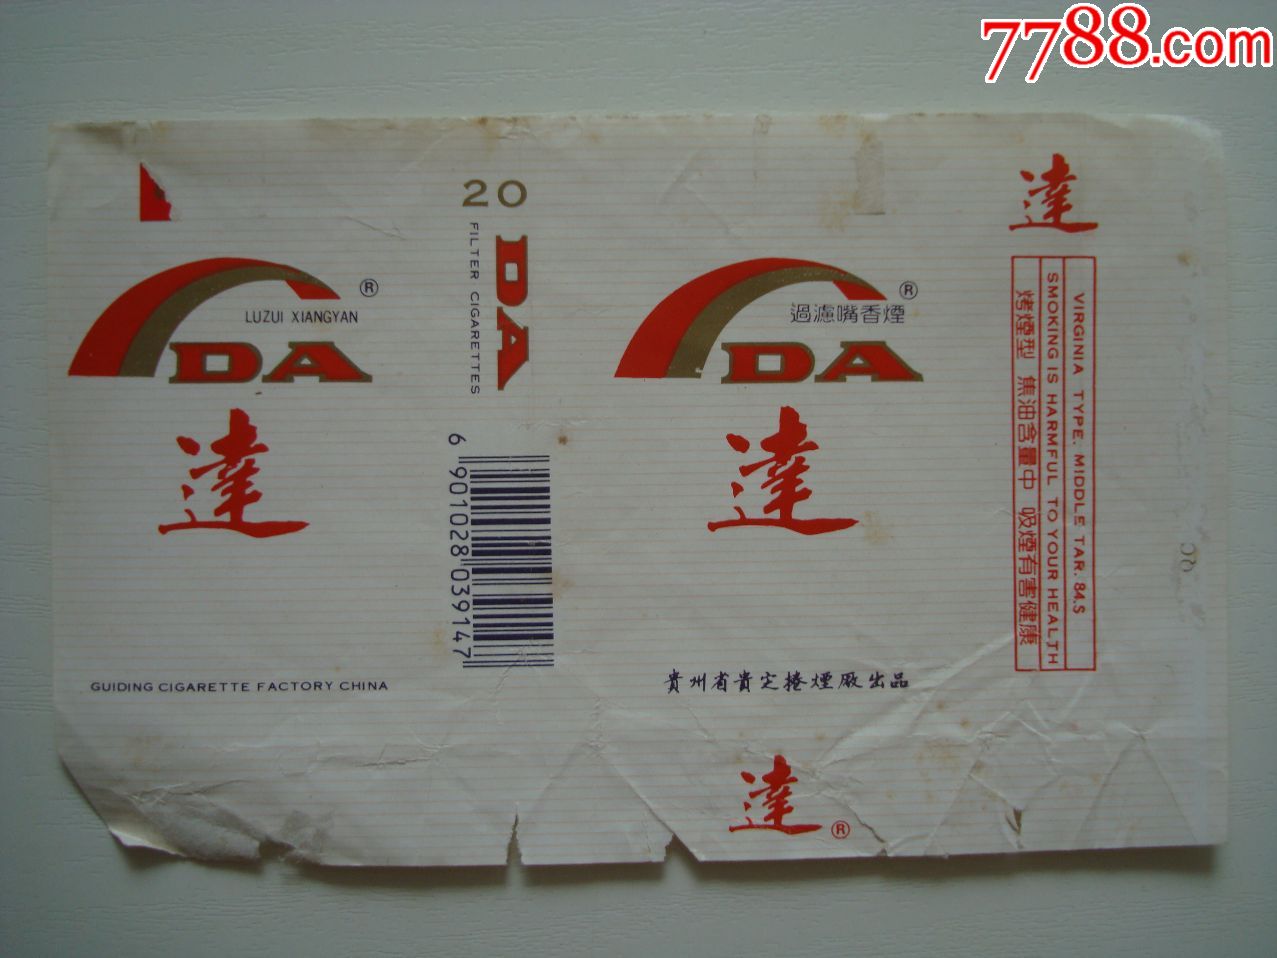 7788.com
LUZUI XIANGYAN
®
DA
達
GUIDING CIGARETTE FACTORY CHINA
20
DA
FILTER CIGARETTES
6 901028 039147
®
過濾嘴香煙
DA
達
貴州省貴定捲煙廠出品
達®
達
VIRGINIA TYPE. MIDDLE TAR. 84.S
SMOKING IS HARMFUL TO YOUR HEALTH
烤煙型 焦油含量中 吸煙有害健康